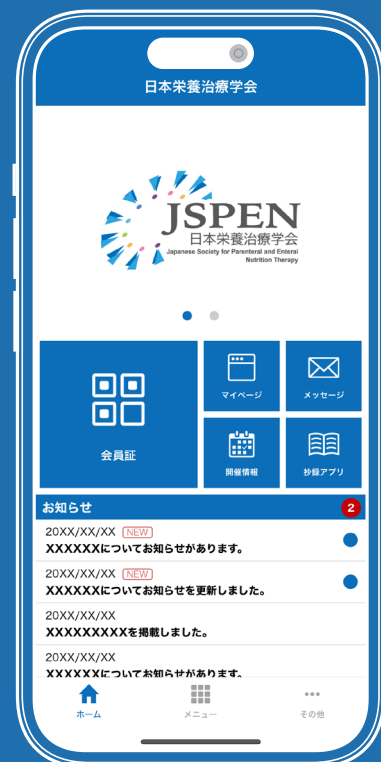 日本栄養治療学会
JSPEN
日本栄養治療学会
Japanese Society for Parenteral and Enteral
Nutrition Therapy
会員証
マイページ
メッセージ
開催情報
抄録アプリ
お知らせ
2
20XX/XX/XX NEW
XXXXXXについてお知らせがあります。
20XX/XX/XX NEW
XXXXXXについてお知らせを更新しました。
20XX/XX/XX
XXXXXXXXXを掲載しました。
20XX/XX/XX
XXXXXXについてお知らせがあります。
ホーム
メニュー
その他